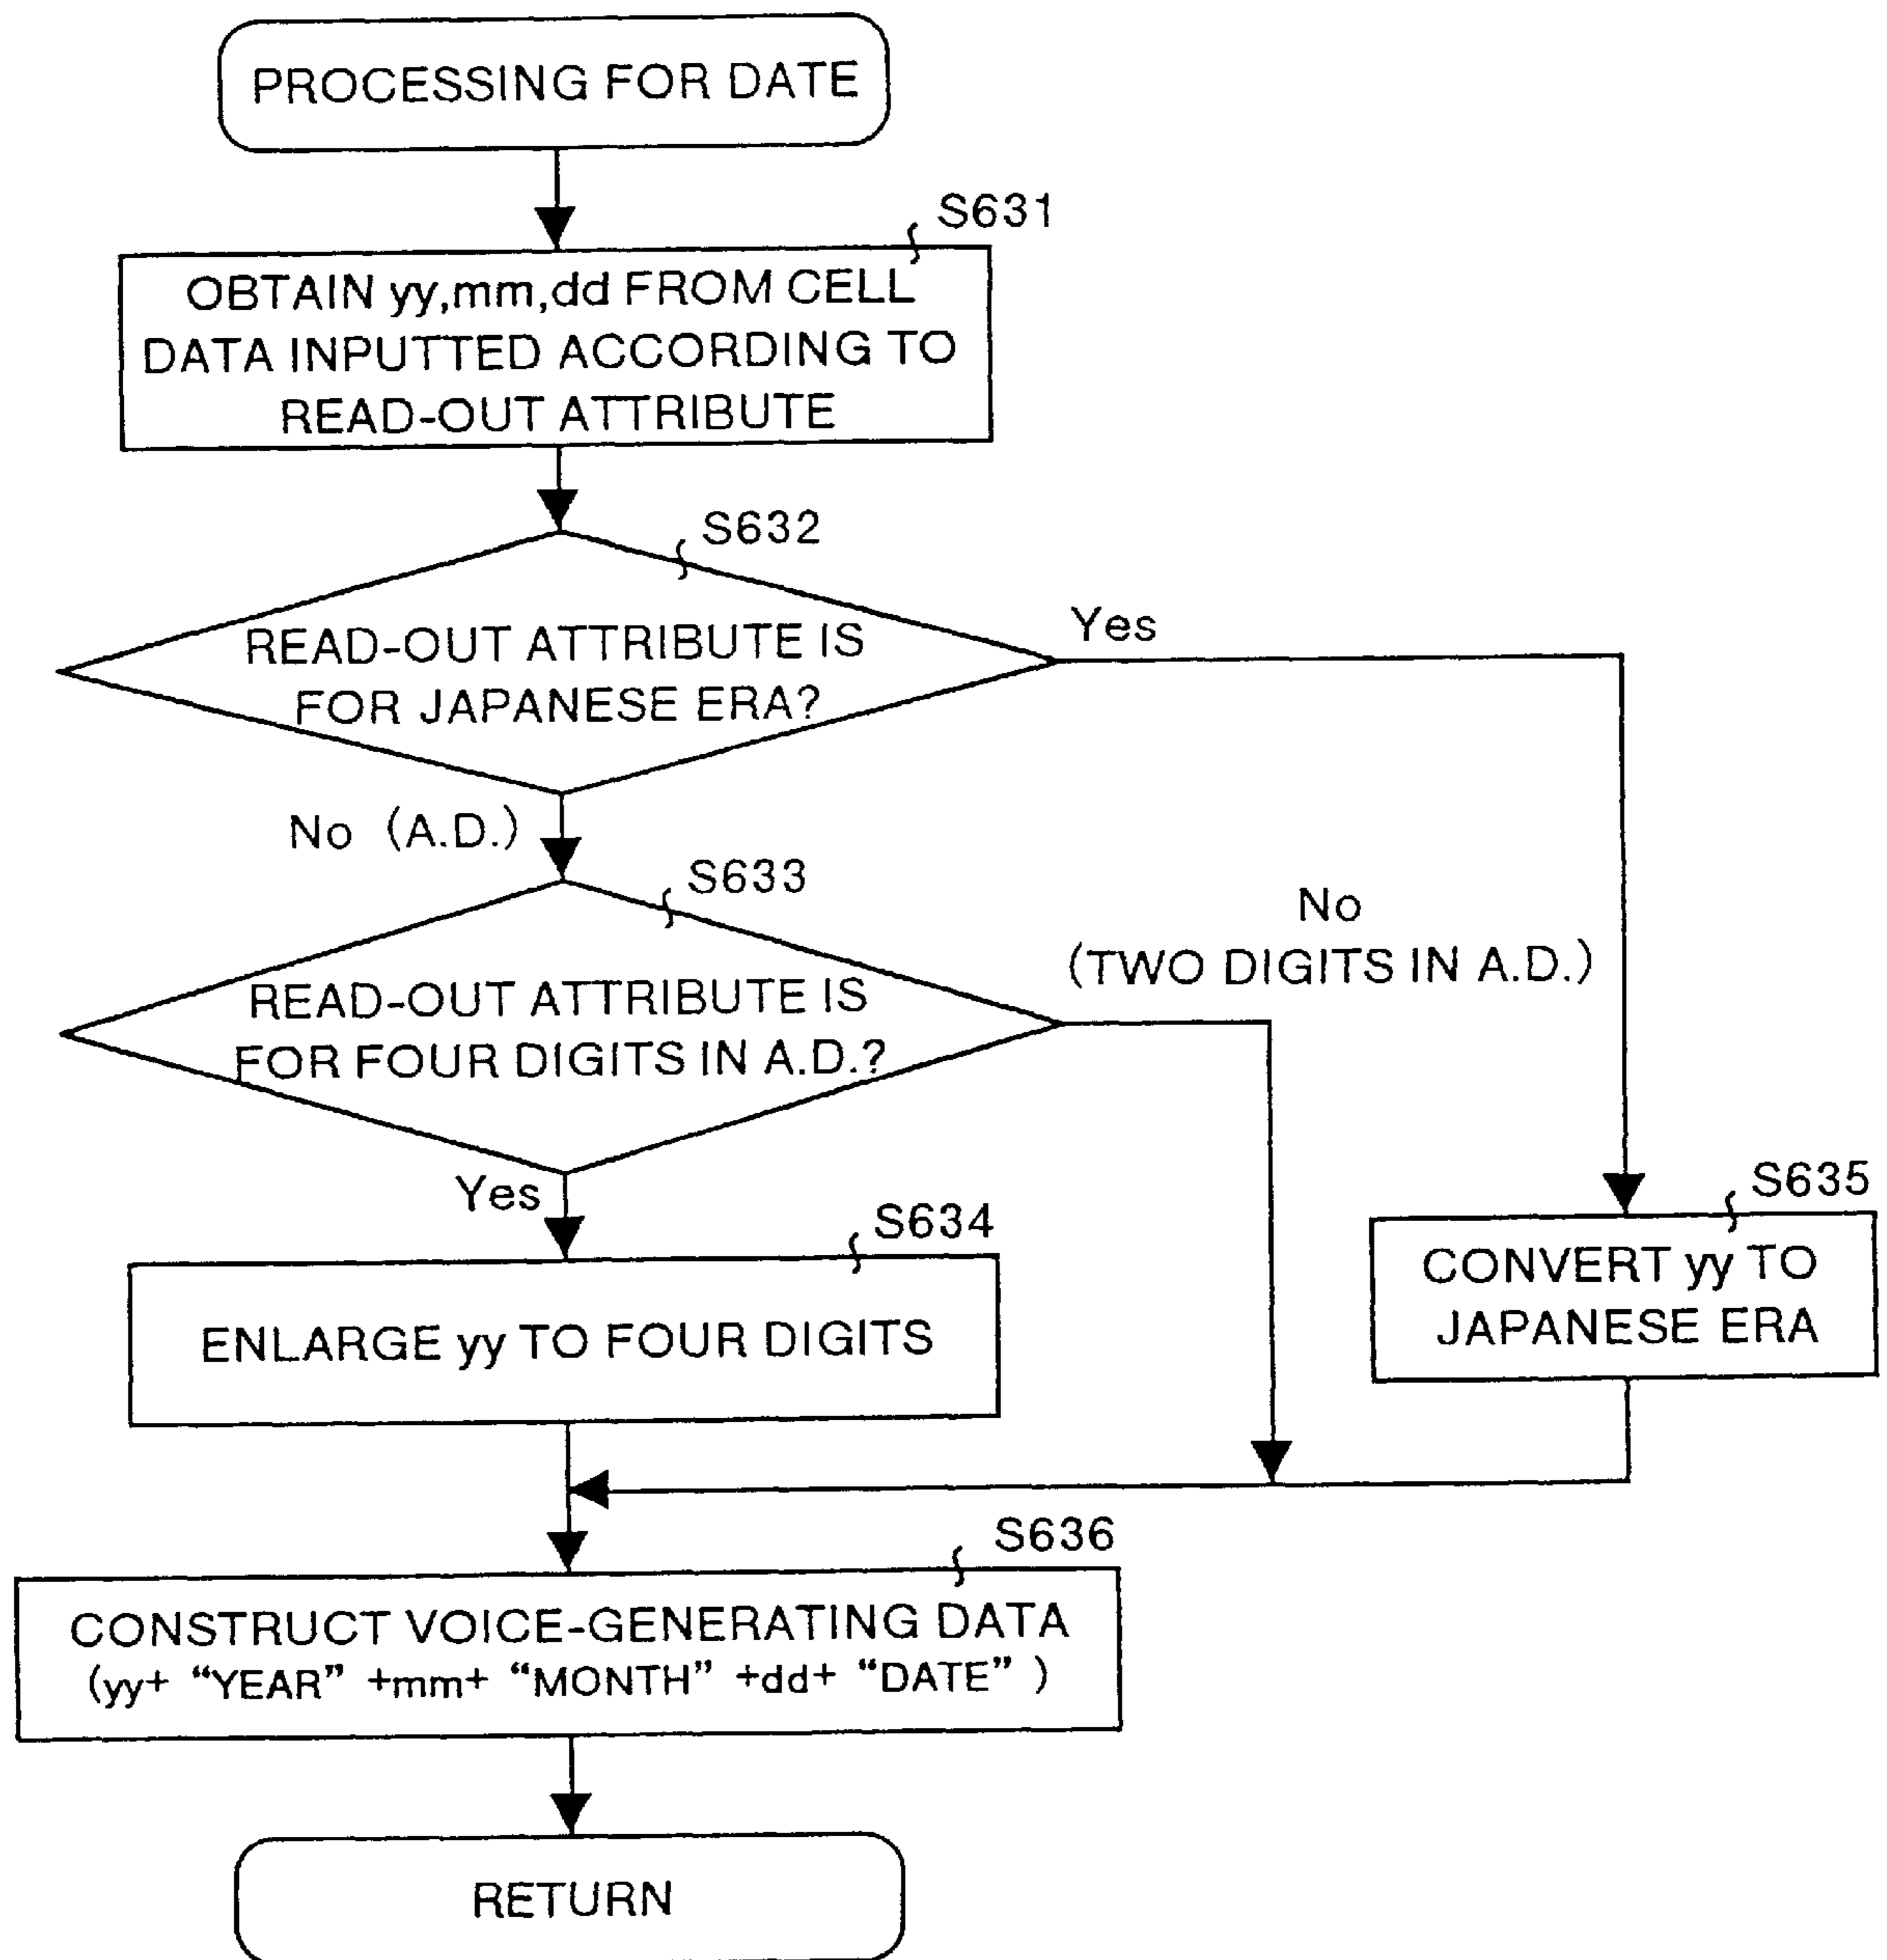 PROCESSING FOR DATE
S631
OBTAIN yy,mm,dd FROM CELL
DATA INPUTTED ACCORDING TO
READ-OUT ATTRIBUTE
S632
READ-OUT ATTRIBUTE IS
FOR JAPANESE ERA?
Yes
No (A.D.)
S633
READ-OUT ATTRIBUTE IS
FOR FOUR DIGITS IN A.D.?
No
(TWO DIGITS IN A.D.)
Yes
S634
ENLARGE yy TO FOUR DIGITS
S635
CONVERT yy TO
JAPANESE ERA
S636
CONSTRUCT VOICE-GENERATING DATA
(yy+ “YEAR” +mm+ “MONTH” +dd+ “DATE” )
RETURN